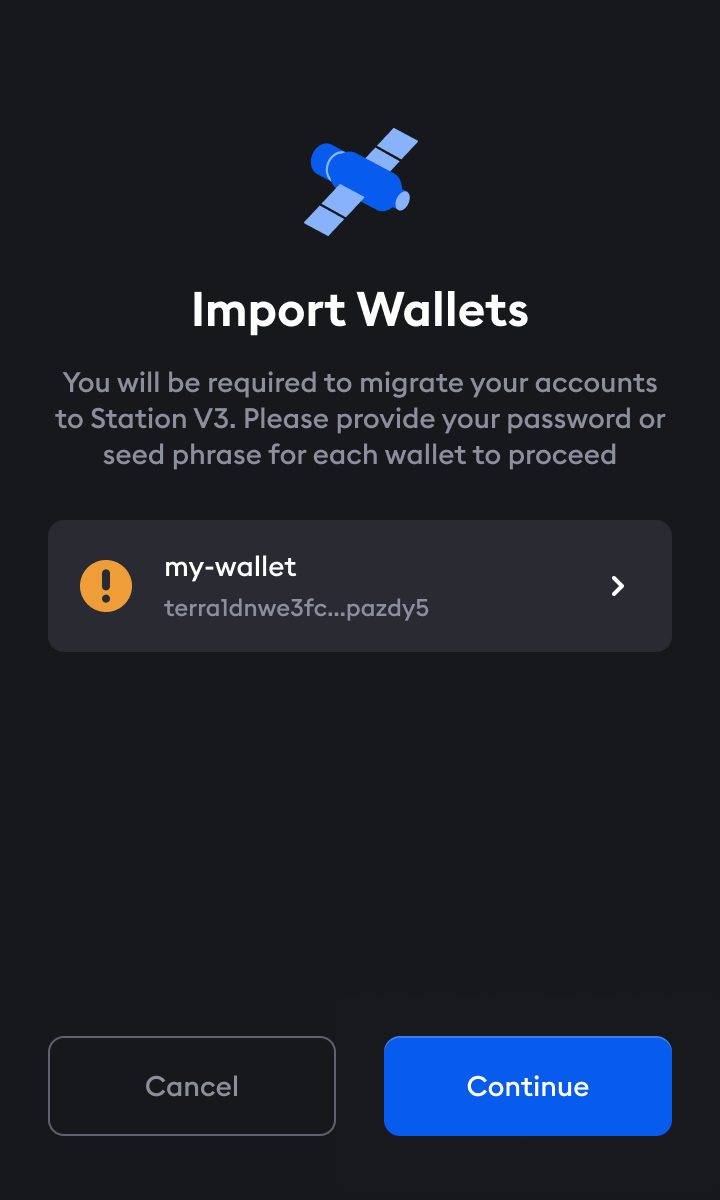 Import Wallets
You will be required to migrate your accounts
to Station V3. Please provide your password or
seed phrase for each wallet to proceed
my-wallet
terra1dnwe3fc...pazdy5
Cancel
Continue